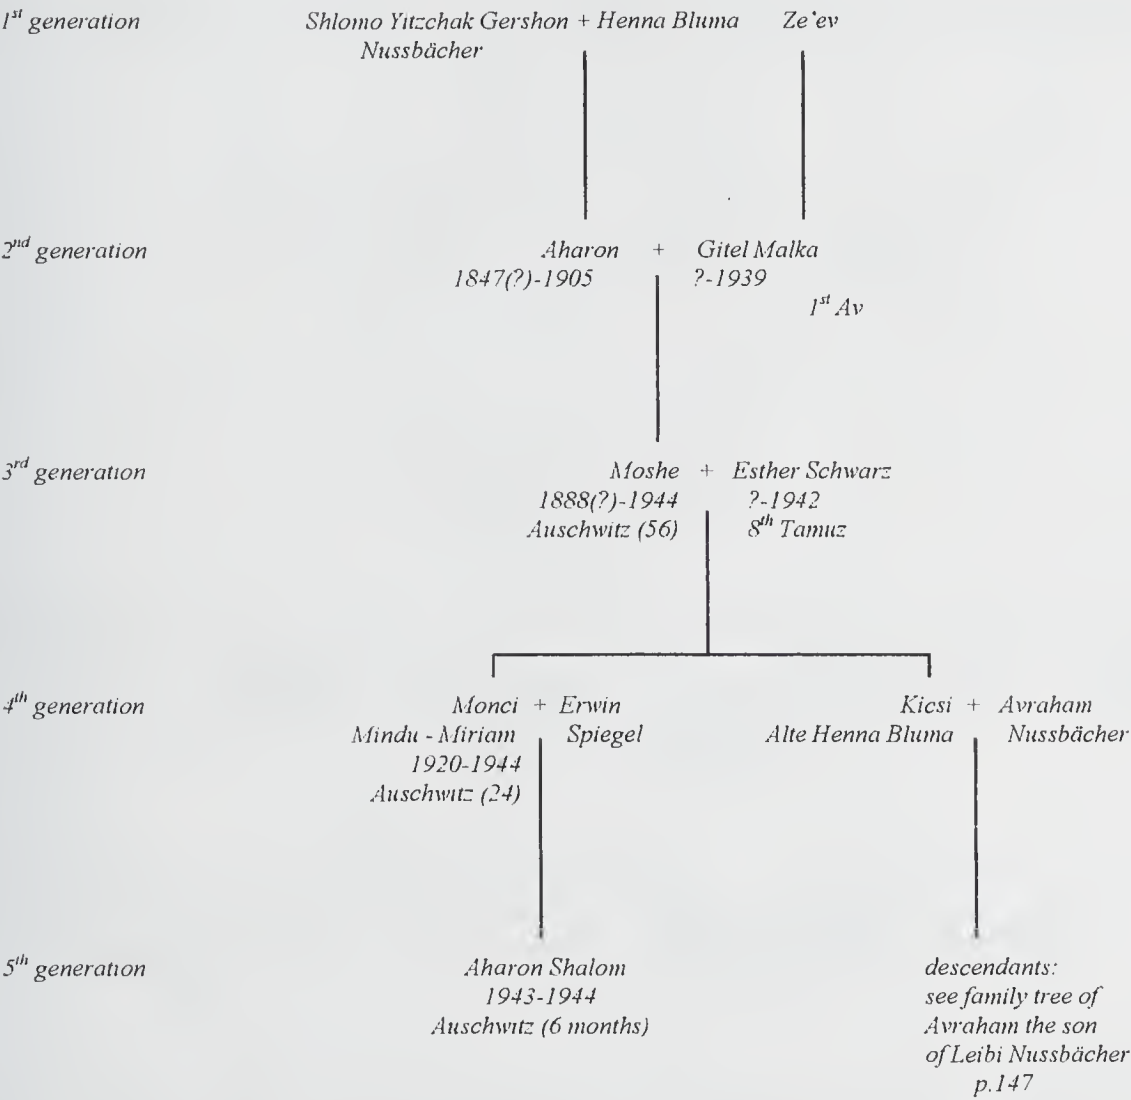 1st generation Shlomo Yitzchak Gershon + Henna Bluma Ze'ev
Nussbächer
2nd generation Aharon + Gitel Malka
1847(?)-1905 ?-1939
1st Av
3rd generation Moshe + Esther Schwarz
1888(?)-1944 ?-1942
Auschwitz (56) 8th Tamuz
4th generation Monci + Erwin Kicsi + Avraham
Mindu - Miriam Spiegel Alte Henna Bluma Nussbächer
1920-1944
Auschwitz (24)
5th generation Aharon Shalom descendants:
1943-1944 see family tree of
Auschwitz (6 months) Avraham the son
of Leibi Nussbächer
p.147